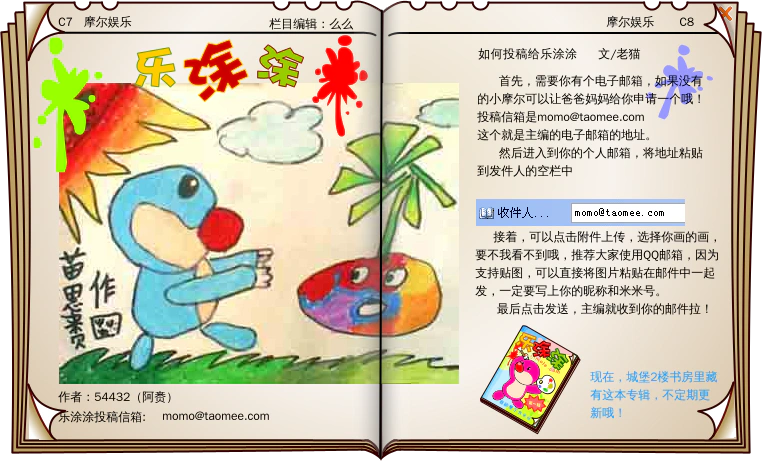 C7 摩尔娱乐 栏目编辑：么么
乐涂涂
苗思赉
作画
作者：54432（阿赉）
乐涂涂投稿信箱: momo@taomee.com
摩尔娱乐 C8
如何投稿给乐涂涂 文/老猫
首先，需要你有个电子邮箱，如果没有
的小摩尔可以让爸爸妈妈给你申请一个哦！
投稿信箱是momo@taomee.com
这个就是主编的电子邮箱的地址。
然后进入到你的个人邮箱，将地址粘贴
到发件人的空栏中
收件人... momo@taomee.com
接着，可以点击附件上传，选择你画的画，
要不我看不到哦，推荐大家使用QQ邮箱，因为
支持贴图，可以直接将图片粘贴在邮件中一起
发，一定要写上你的昵称和米米号。
最后点击发送，主编就收到你的邮件拉！
乐涂涂
现在，城堡2楼书房里藏
有这本专辑，不定期更
新哦！